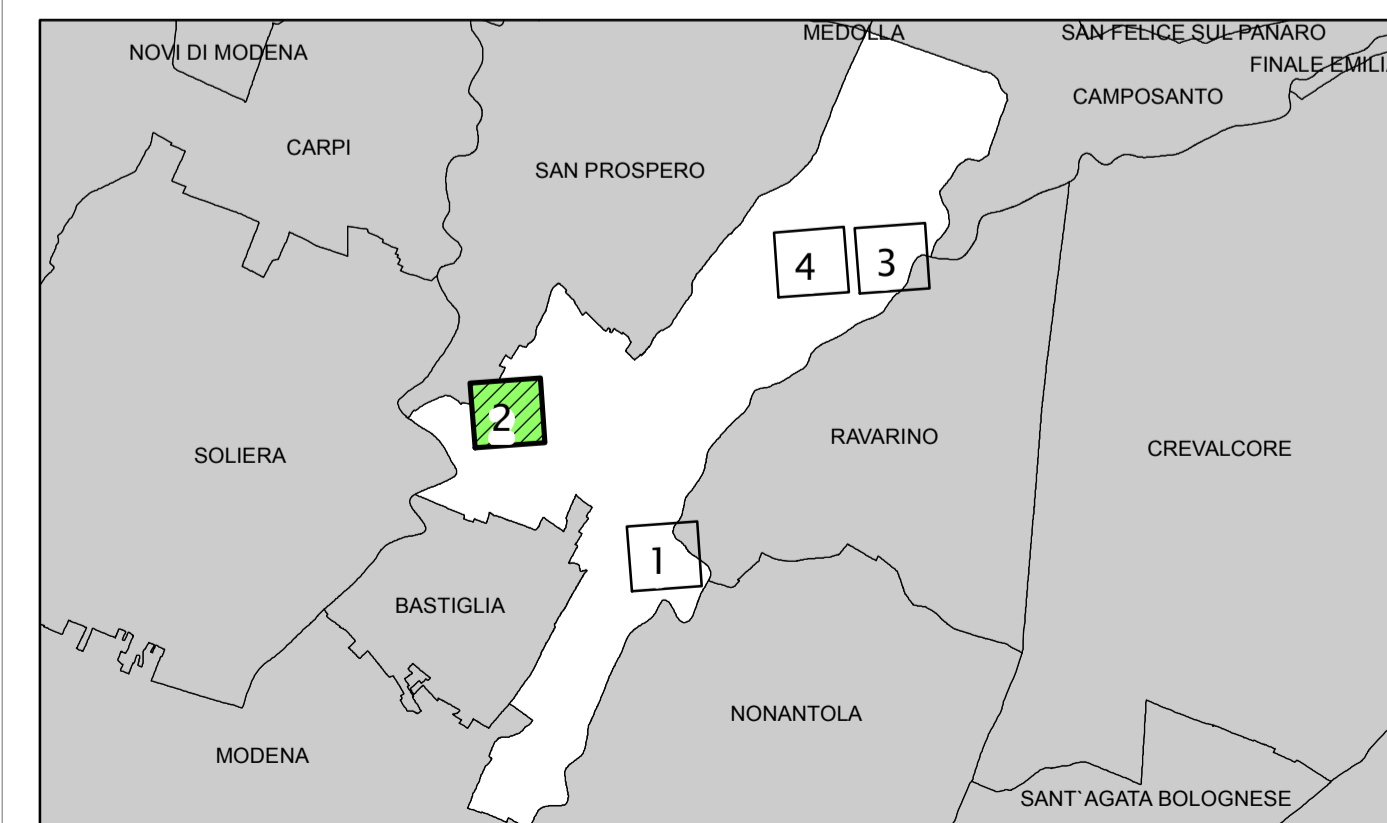 MEDOLLA
SAN FELICE SUL PANARO
NOVI DI MODENA
FINALE EMILI
CAMPOSANTO
CARPI
SAN PROSPERO
4
3
2
RAVARINO
CREVALCORE
SOLIERA
1
BASTIGLIA
NONANTOLA
MODENA
SANT`AGATA BOLOGNESE